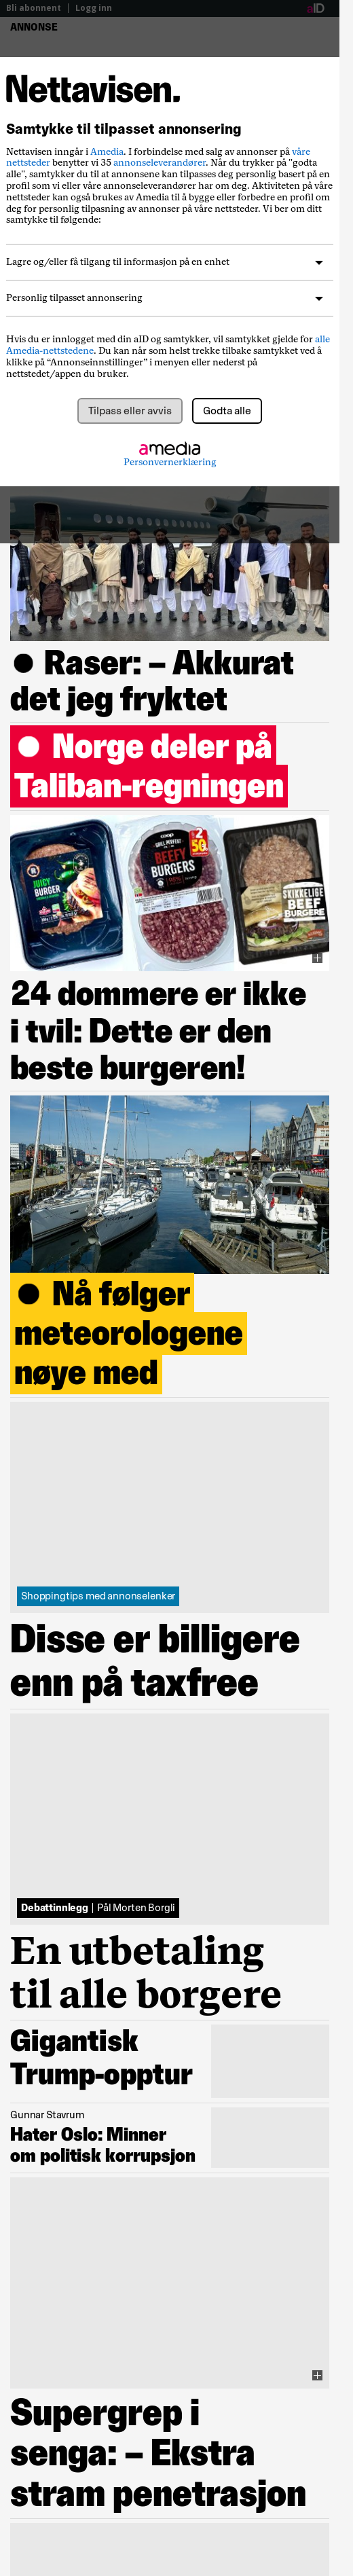 Bli abonnent | Logg inn
aID
ANNONSE
Nettavisen.
Samtykke til tilpasset annonsering
Nettavisen inngår i Amedia. I forbindelse med salg av annonser på våre
nettsteder benytter vi 35 annonseleverandører. Når du trykker på "godta
alle", samtykker du til at annonsene kan tilpasses deg personlig basert på en
profil som vi eller våre annonseleverandører har om deg. Aktiviteten på våre
nettsteder kan også brukes av Amedia til å bygge eller forbedre en profil om
deg for personlig tilpasning av annonser på våre nettsteder. Vi ber om ditt
samtykke til følgende:
Lagre og/eller få tilgang til informasjon på en enhet
Personlig tilpasset annonsering
Hvis du er innlogget med din aID og samtykker, vil samtykket gjelde for alle
Amedia-nettstedene. Du kan når som helst trekke tilbake samtykket ved å
klikke på “Annonseinnstillinger” i menyen eller nederst på
nettstedet/appen du bruker.
Tilpass eller avvis
Godta alle
amedia
Personvernerklæring
● Raser: – Akkurat
det jeg fryktet
● Norge deler på
Taliban-regningen
JUICY
BURGER
coop
GRILL PERFEKT
BEEFY
BURGERS
2
50
SKIKKELIGE
BEEF
BURGERE
24 dommere er ikke
i tvil: Dette er den
beste burgeren!
● Nå følger
meteorologene
nøye med
Shoppingtips med annonselenker
Disse er billigere
enn på taxfree
Debattinnlegg | Pål Morten Borgli
En utbetaling
til alle borgere
Gigantisk
Trump-opptur
Gunnar Stavrum
Hater Oslo: Minner
om politisk korrupsjon
Supergrep i
senga: – Ekstra
stram penetrasjon